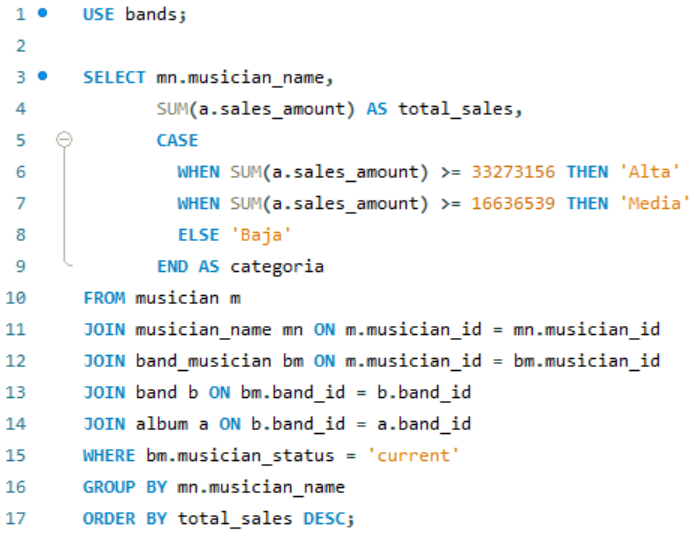 1 USE bands;
2
3 SELECT mn.musician_name,
4 SUM(a.sales_amount) AS total_sales,
5 CASE
6 WHEN SUM(a.sales_amount) >= 33273156 THEN 'Alta'
7 WHEN SUM(a.sales_amount) >= 16636539 THEN 'Media'
8 ELSE 'Baja'
9 END AS categoria
10 FROM musician m
11 JOIN musician_name mn ON m.musician_id = mn.musician_id
12 JOIN band_musician bm ON m.musician_id = bm.musician_id
13 JOIN band b ON bm.band_id = b.band_id
14 JOIN album a ON b.band_id = a.band_id
15 WHERE bm.musician_status = 'current'
16 GROUP BY mn.musician_name
17 ORDER BY total_sales DESC;